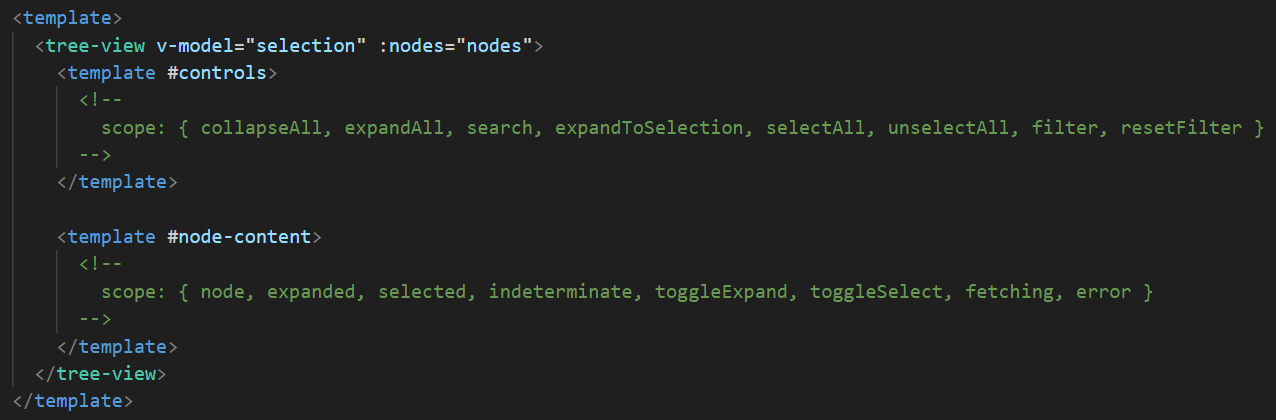 <template>
<tree-view v-model="selection" :nodes="nodes">
<template #controls>
<!--
scope: { collapseAll, expandAll, search, expandToSelection, selectAll, unselectAll, filter, resetFilter }
-->
</template>
<template #node-content>
<!--
scope: { node, expanded, selected, indeterminate, toggleExpand, toggleSelect, fetching, error }
-->
</template>
</tree-view>
</template>